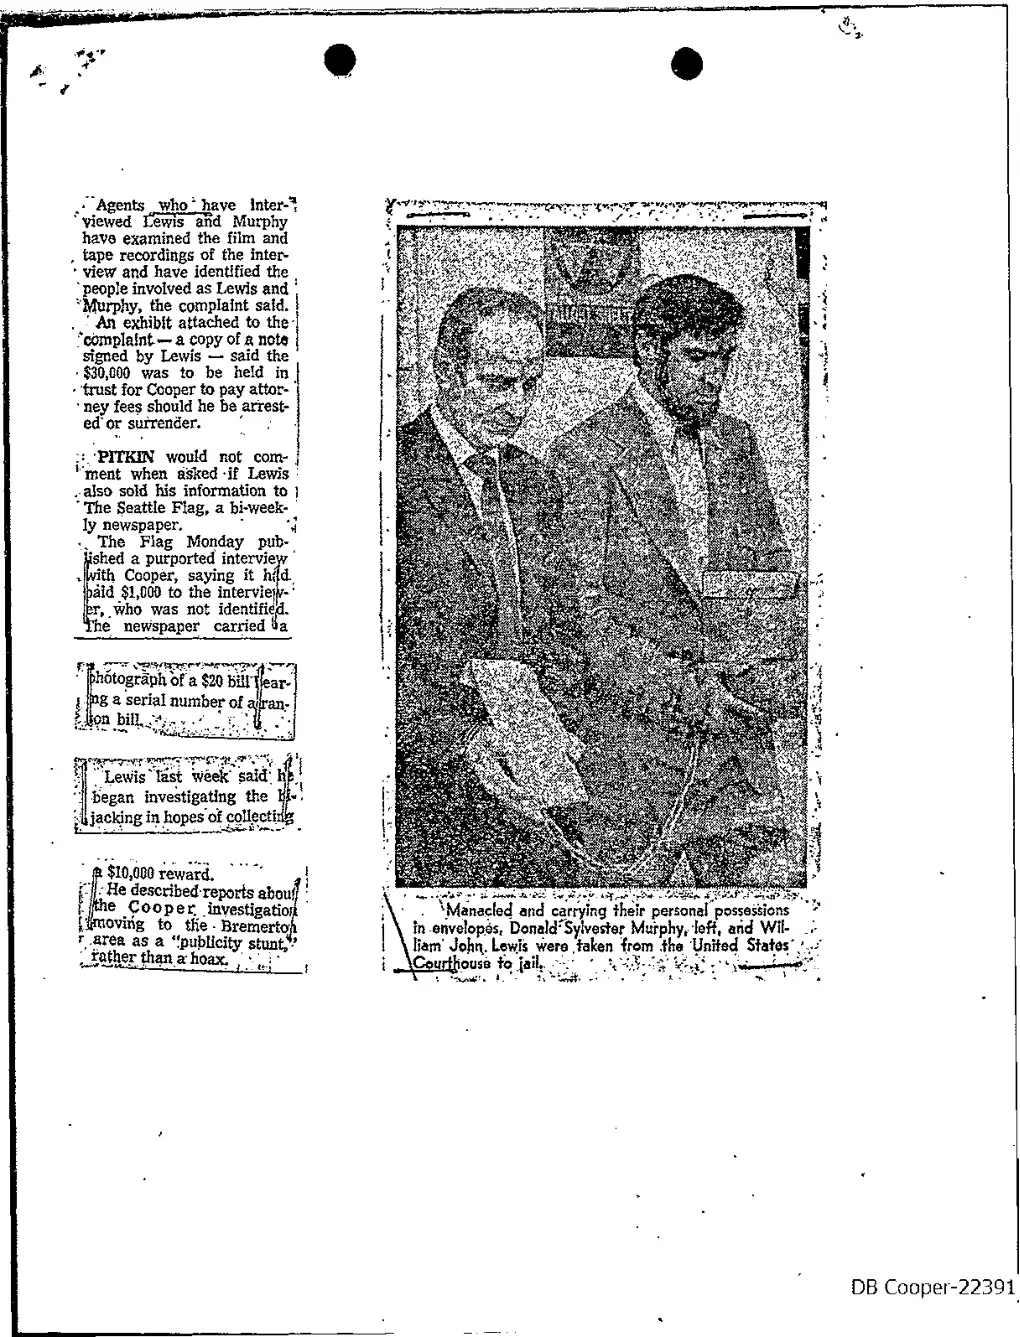 Agents who have inter-
viewed Lewis and Murphy
have examined the film and
tape recordings of the inter-
view and have identified the
people involved as Lewis and
Murphy, the complaint said.
An exhibit attached to the
complaint — a copy of a note
signed by Lewis — said the
$30,000 was to be held in
trust for Cooper to pay attor-
ney fees should he be arrest-
ed or surrender.
PITKIN would not com-
ment when asked if Lewis
also sold his information to
The Seattle Flag, a bi-week-
ly newspaper.
The Flag Monday pub-
lished a purported interview
with Cooper, saying it had
paid $1,000 to the interview-
er, who was not identified.
The newspaper carried a
photograph of a $20 bill bear-
ing a serial number of a ran-
som bill.
Lewis last week said he
began investigating the hi-
jacking in hopes of collecting
a $10,000 reward.
He described reports about
the Cooper investigation
moving to the Bremerton
area as a "publicity stunt,"
rather than a hoax.
Manacled and carrying their personal possessions
in envelopes, Donald Sylvester Murphy, left, and Wil-
liam John Lewis were taken from the United States
Courthouse to jail.
DB Cooper-22391